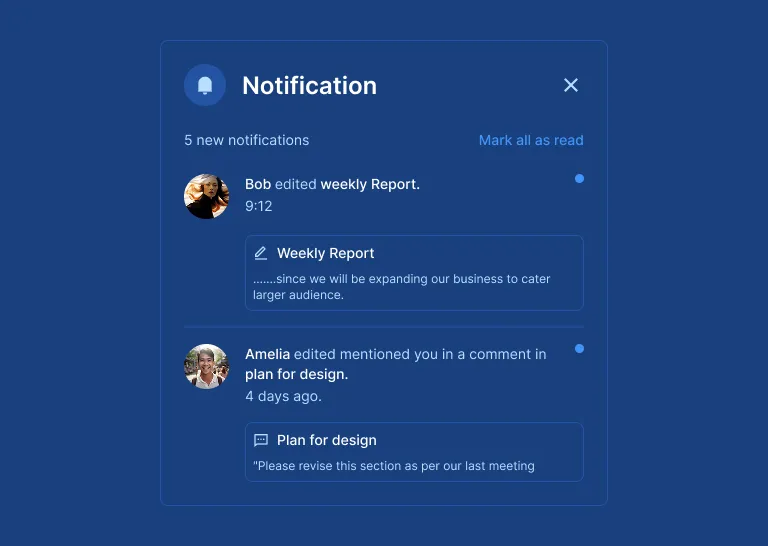 Notification
5 new notifications
Mark all as read
Bob edited weekly Report.
9:12
Weekly Report
.......since we will be expanding our business to cater
larger audience.
Amelia edited mentioned you in a comment in
plan for design.
4 days ago.
Plan for design
"Please revise this section as per our last meeting